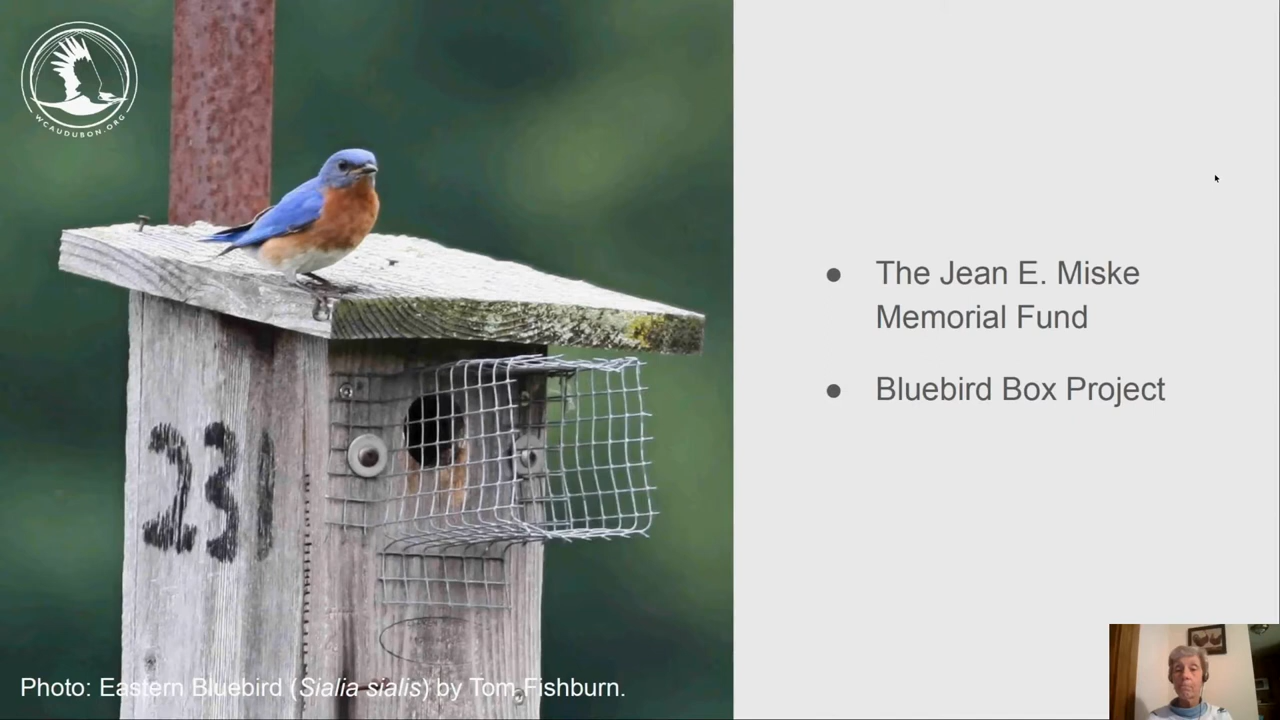 WCAUDUBON.ORG
231
The Jean E. Miske
Memorial Fund
Bluebird Box Project
Photo: Eastern Bluebird (Sialia sialis) by Tom Fishburn.